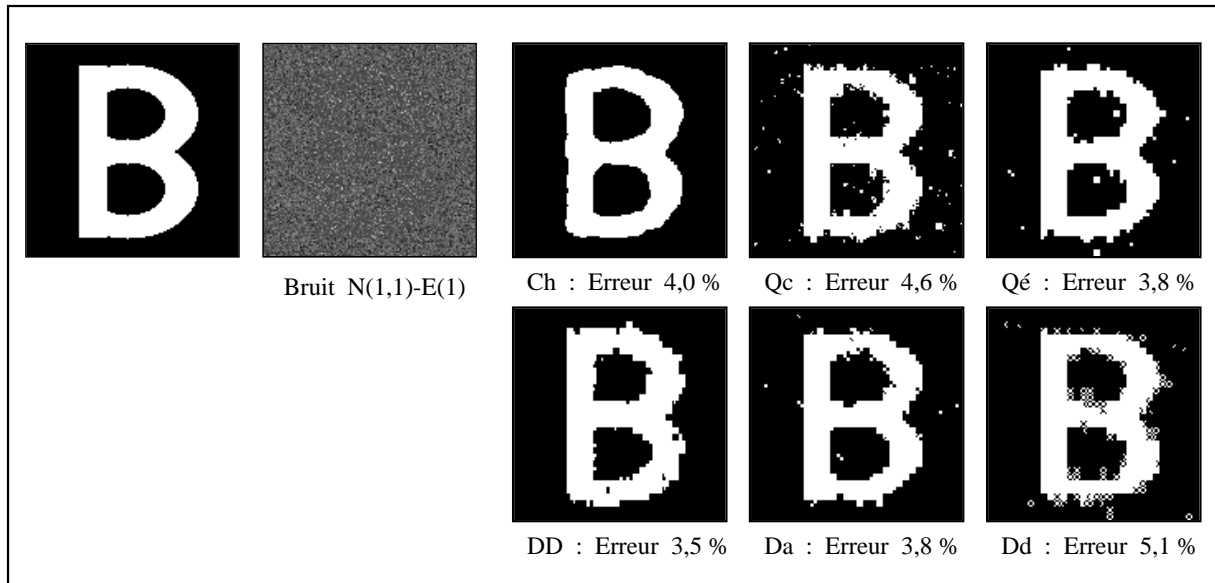 B
Bruit N(1,1)-E(1)
B
Ch : Erreur 4,0 %
B
Qc : Erreur 4,6 %
B
Qé : Erreur 3,8 %
B
DD : Erreur 3,5 %
B
Da : Erreur 3,8 %
B
Dd : Erreur 5,1 %